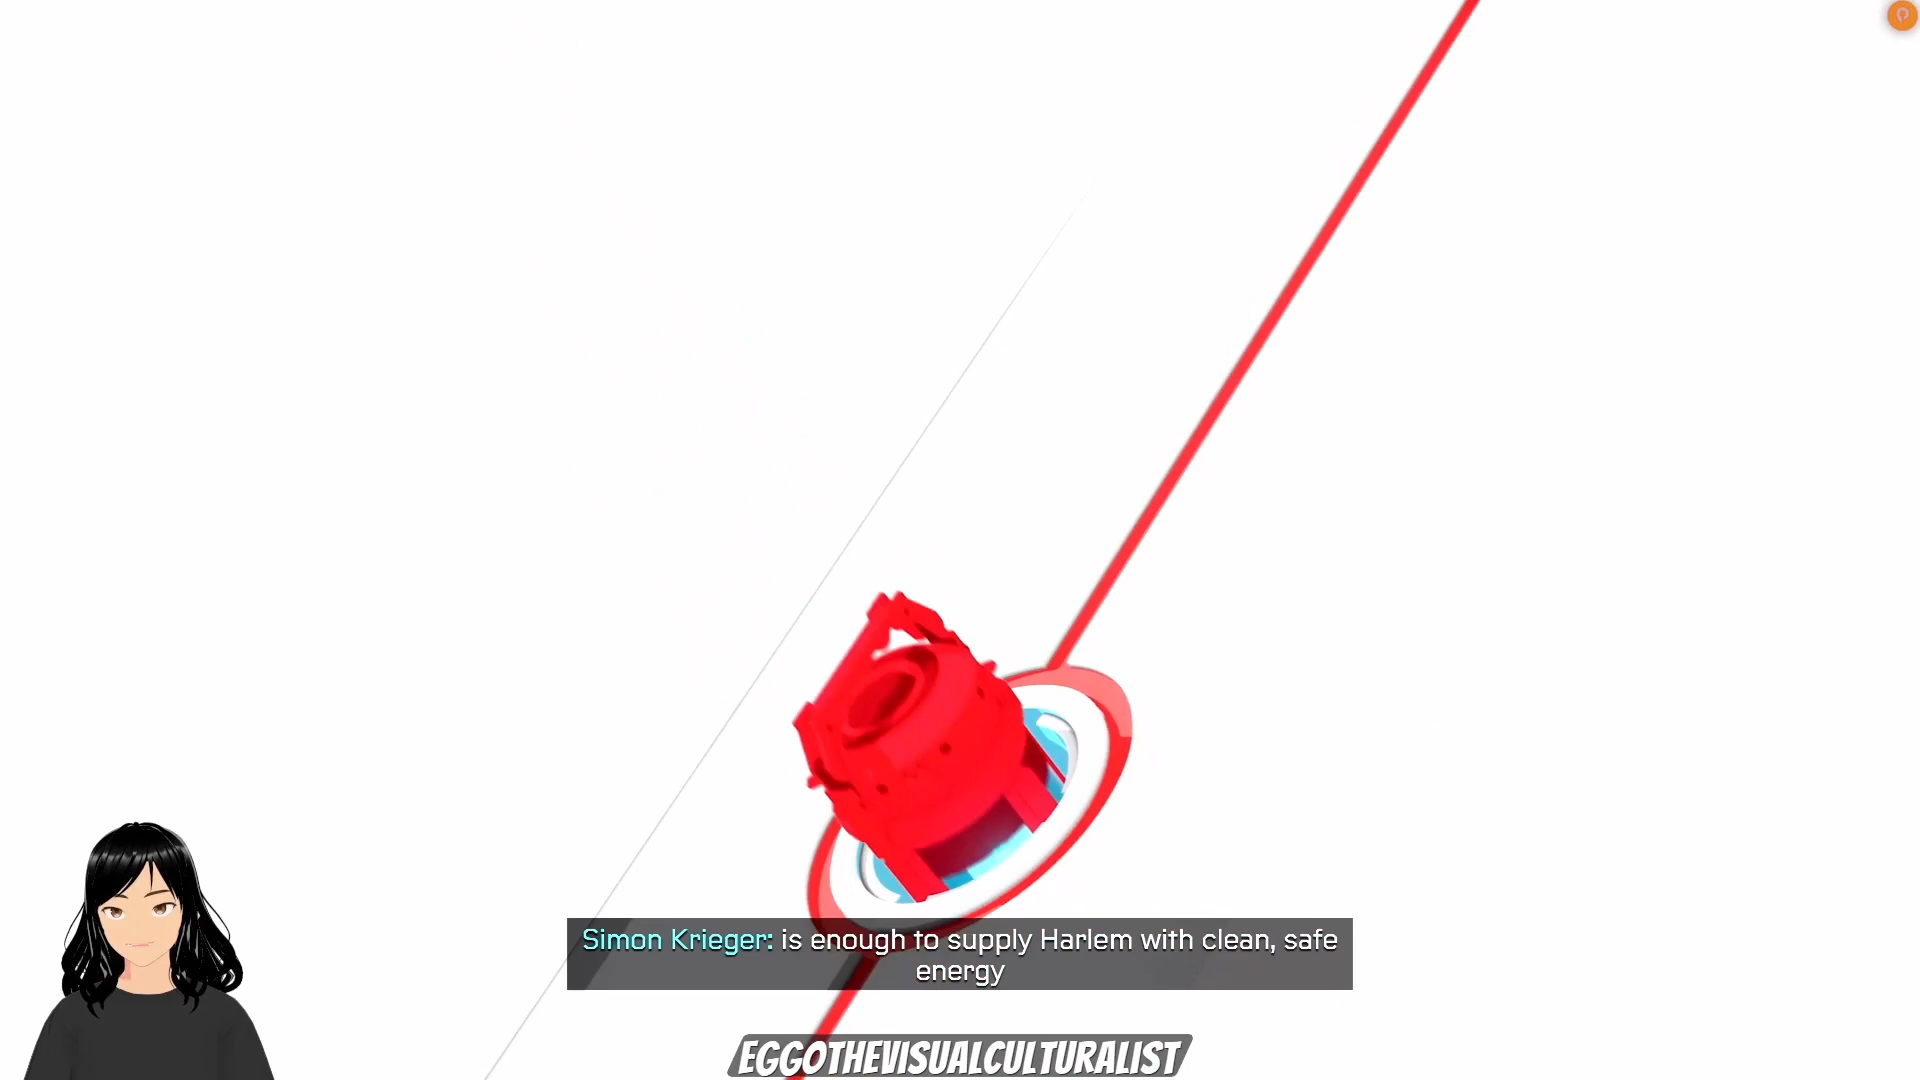 Simon Krieger: is enough to supply Harlem with clean, safe
energy
EGGOTHEVISUALCULTURALIST